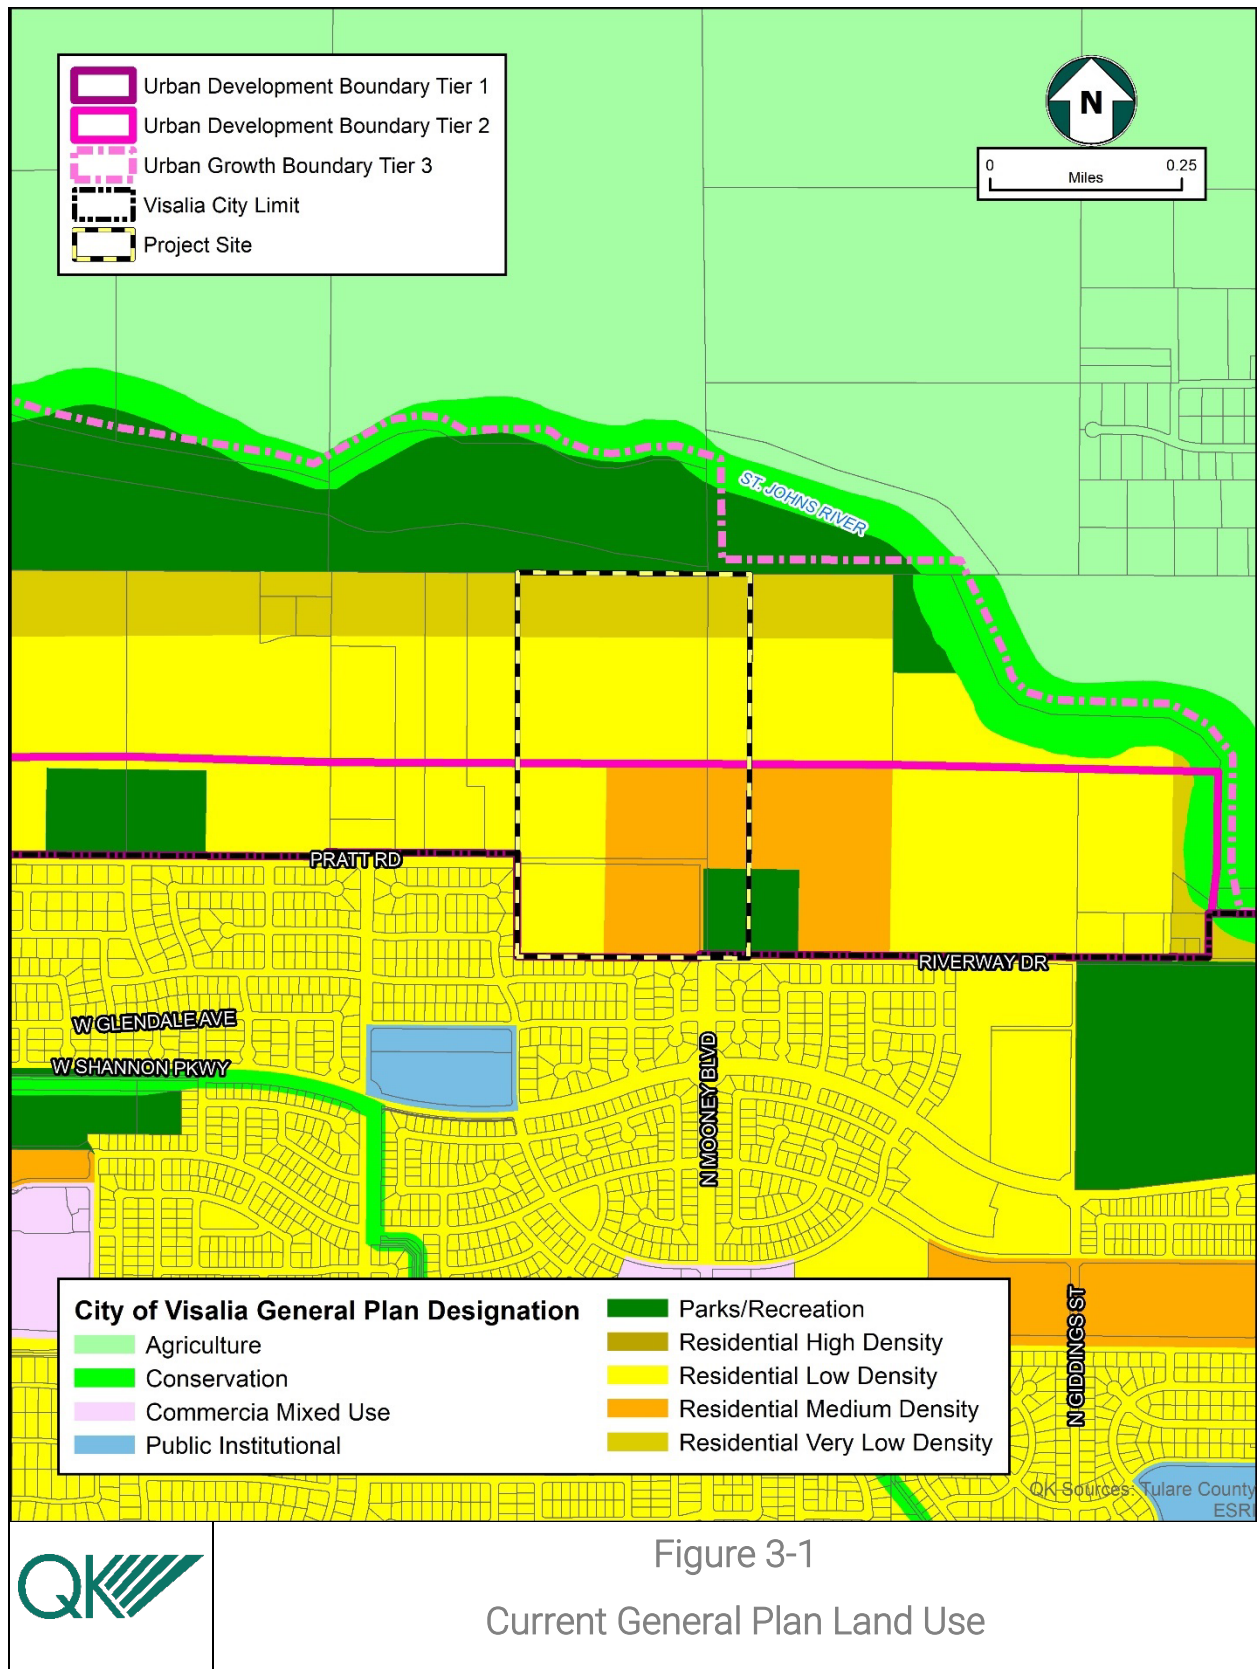 Urban Development Boundary Tier 1
Urban Development Boundary Tier 2
Urban Growth Boundary Tier 3
Visalia City Limit
Project Site
N
0 0.25
Miles
ST. JOHNS RIVER
PRATT RD
RIVERWAY DR
W GLENDALE AVE
W SHANNON PKWY
N MOONEY BLVD
N GIDDINGS ST
City of Visalia General Plan Designation
Agriculture
Conservation
Commercia Mixed Use
Public Institutional
Parks/Recreation
Residential High Density
Residential Low Density
Residential Medium Density
Residential Very Low Density
QK Sources: Tulare County
ESRI
QK
Figure 3-1
Current General Plan Land Use